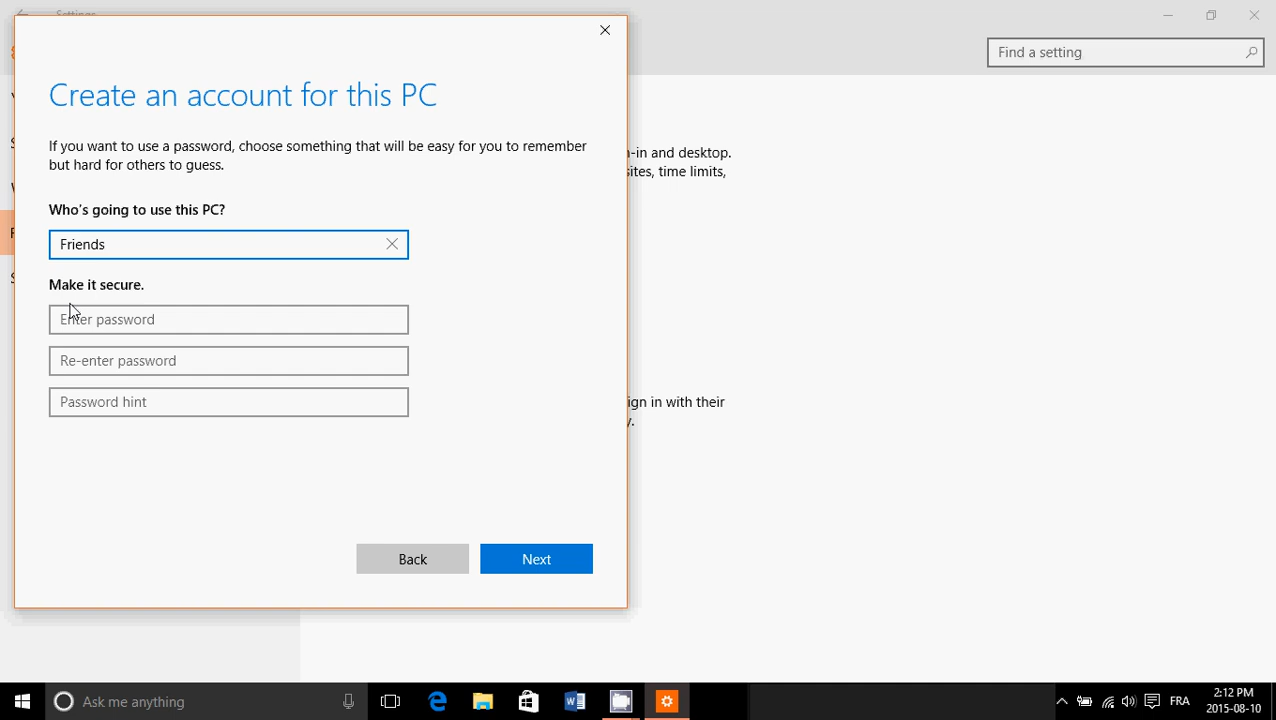 Settings
Find a setting
Create an account for this PC
If you want to use a password, choose something that will be easy for you to remember
but hard for others to guess.
n-in and desktop.
sites, time limits,
Who's going to use this PC?
Friends
Make it secure.
Enter password
Re-enter password
Password hint
ign in with their
y.
Back
Next
Ask me anything
FRA
2:12 PM
2015-08-10